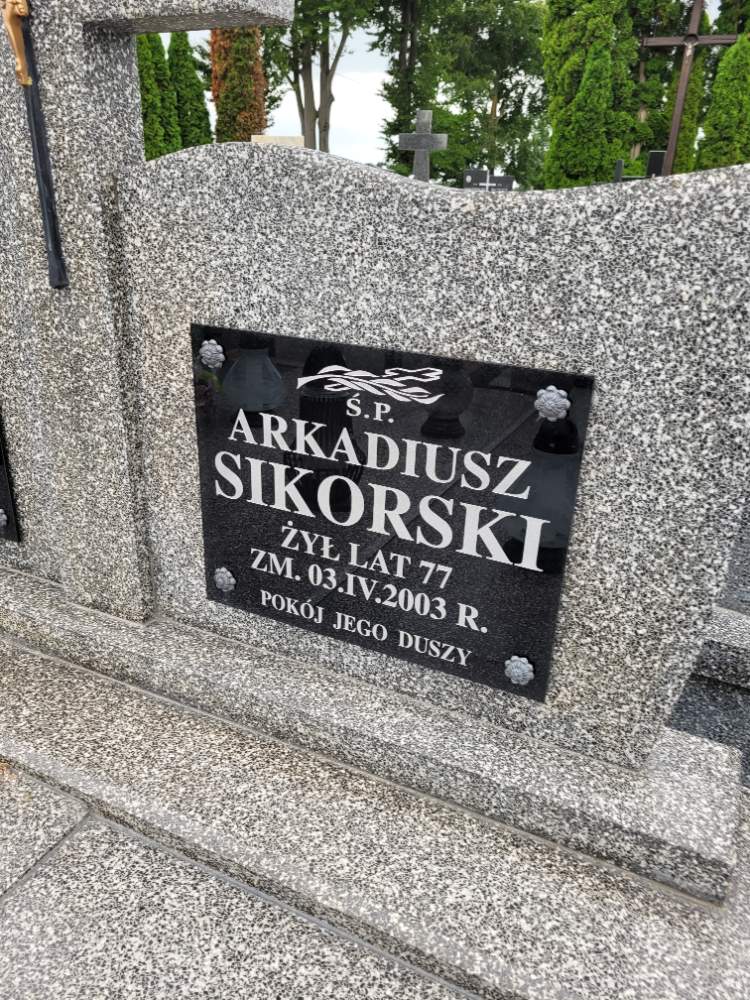 Ś.P.
ARKADIUSZ
SIKORSKI
ŻYŁ LAT 77
ZM. 03.IV.2003 R.
POKÓJ JEGO DUSZY